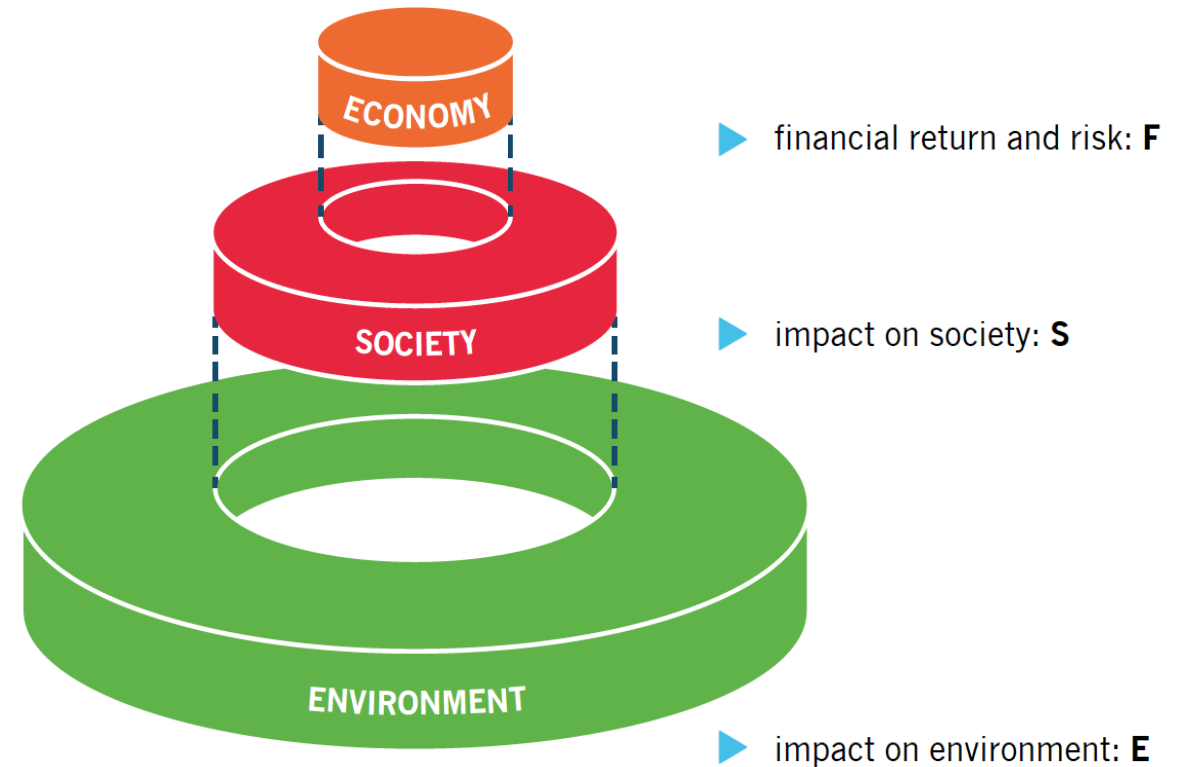 ECONOMY
financial return and risk: F
SOCIETY
impact on society: S
ENVIRONMENT
impact on environment: E